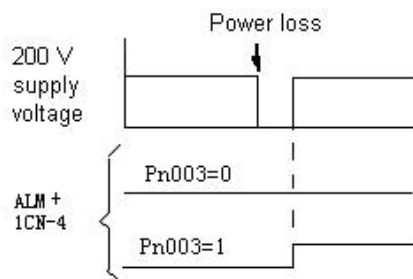 Power loss
200 V
supply
voltage
Pn003=0
ALM +
1CN-4
Pn003=1